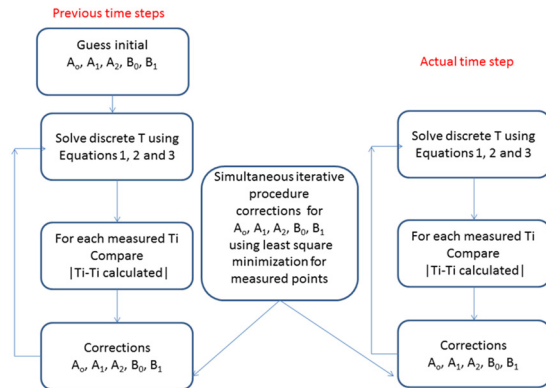 Previous time steps
Guess initial
Aₒ, A₁, A₂, B₀, B₁
Solve discrete T using
Equations 1, 2 and 3
For each measured Ti
Compare
|Ti-Ti calculated|
Corrections
Aₒ, A₁, A₂, B₀, B₁
Simultaneous iterative
procedure
corrections for
Aₒ, A₁, A₂, B₀, B₁
using least square
minimization for
measured points
Actual time step
Solve discrete T using
Equations 1, 2 and 3
For each measured Ti
Compare
|Ti-Ti calculated|
Corrections
Aₒ, A₁, A₂, B₀, B₁